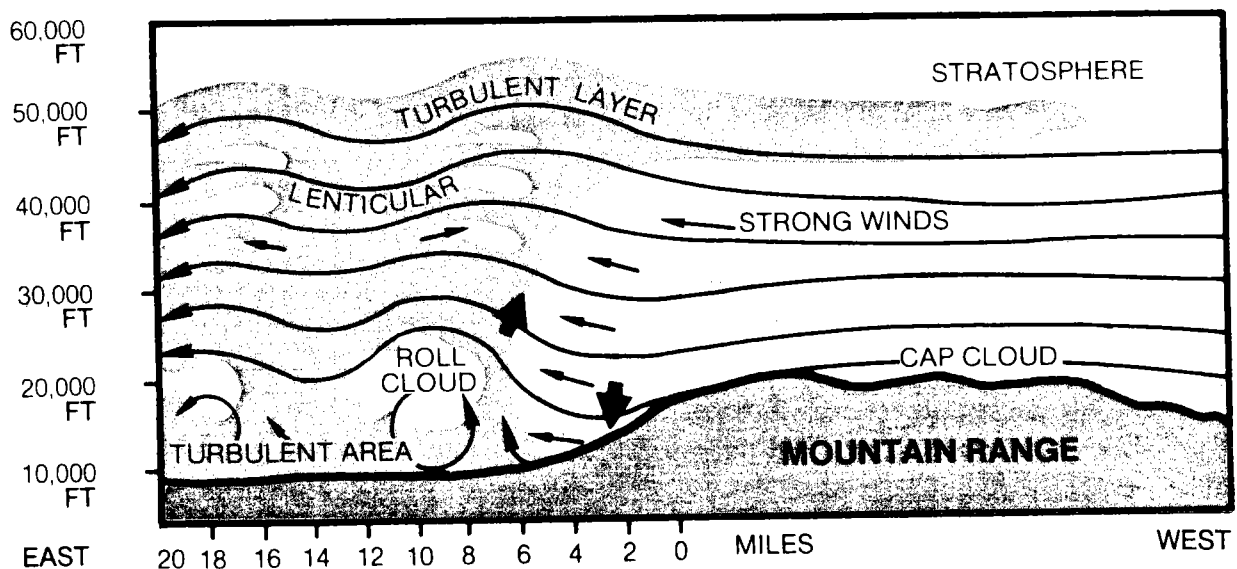 60,000
FT
STRATOSPHERE
TURBULENT LAYER
50,000
FT
LENTICULAR
40,000
FT
STRONG WINDS
30,000
FT
ROLL
CLOUD
CAP CLOUD
20,000
FT
TURBULENT AREA
MOUNTAIN RANGE
10,000
FT
EAST 20 18 16 14 12 10 8 6 4 2 0 MILES WEST